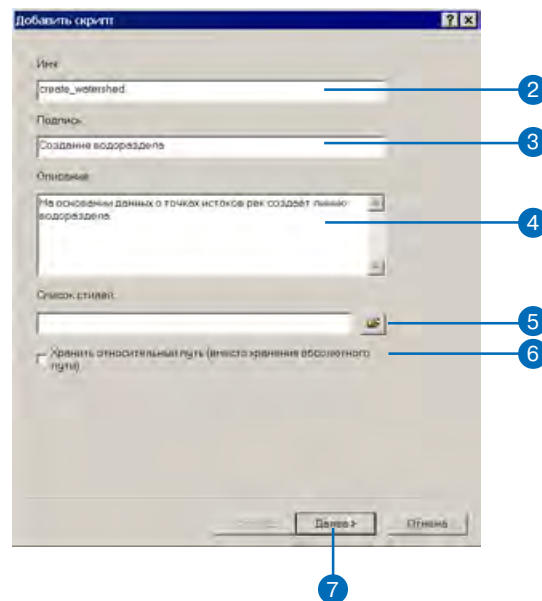 Добавить скрипт
Имя
create_watershed
2
Подпись
Создание водораздела
3
Описание
На основании данных о точках истоков рек создаёт линию
водораздела
4
Список стилей:
5
Хранить относительный путь (вместо хранения абсолютного
пути)
6
Далее >
Отмена
7